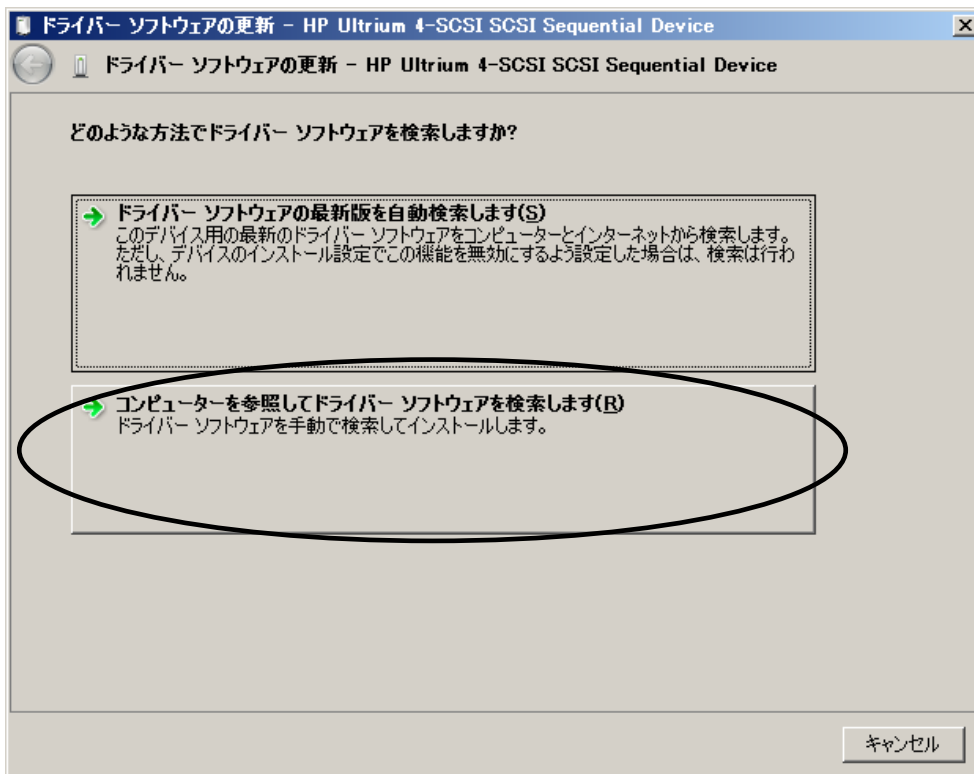 ドライバー ソフトウェアの更新 - HP Ultrium 4-SCSI SCSI Sequential Device
ドライバー ソフトウェアの更新 - HP Ultrium 4-SCSI SCSI Sequential Device
どのような方法でドライバー ソフトウェアを検索しますか?
ドライバー ソフトウェアの最新版を自動検索します(S)
このデバイス用の最新のドライバー ソフトウェアをコンピューターとインターネットから検索します。
ただし、デバイスのインストール設定でこの機能を無効にするよう設定した場合は、検索は行わ
れません。
コンピューターを参照してドライバー ソフトウェアを検索します(R)
ドライバー ソフトウェアを手動で検索してインストールします。
キャンセル